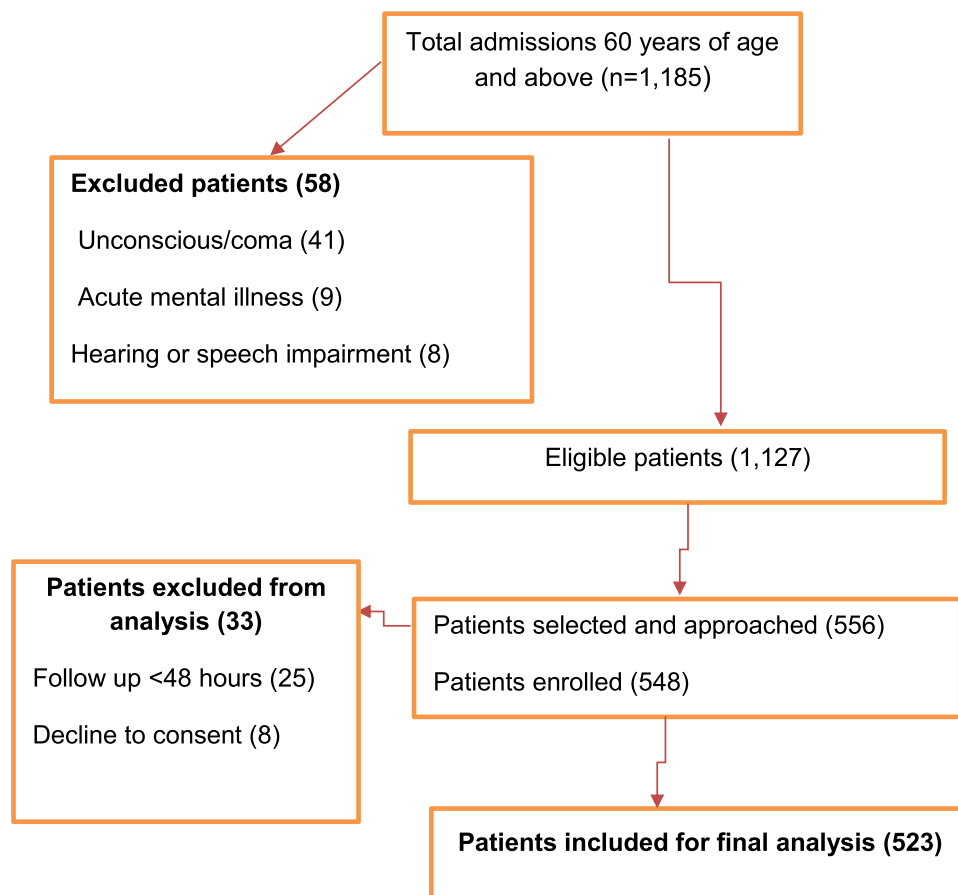 Total admissions 60 years of age
and above (n=1,185)
Excluded patients (58)
Unconscious/coma (41)
Acute mental illness (9)
Hearing or speech impairment (8)
Eligible patients (1,127)
Patients excluded from
analysis (33)
Follow up <48 hours (25)
Decline to consent (8)
Patients selected and approached (556)
Patients enrolled (548)
Patients included for final analysis (523)